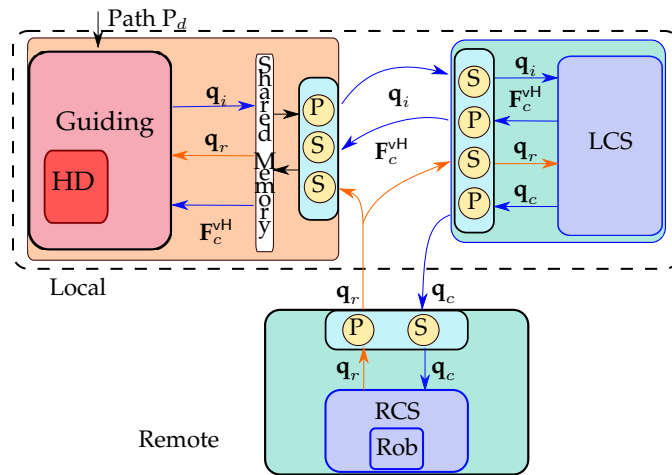 Path P_d
Guiding
HD
q_i
q_r
F_c^vH
Shared Memory
P
S
S
q_i
F_c^vH
S
P
S
P
q_i
F_c^vH
q_r
q_c
LCS
Local
q_r
q_c
P
S
q_r
q_c
RCS
Rob
Remote